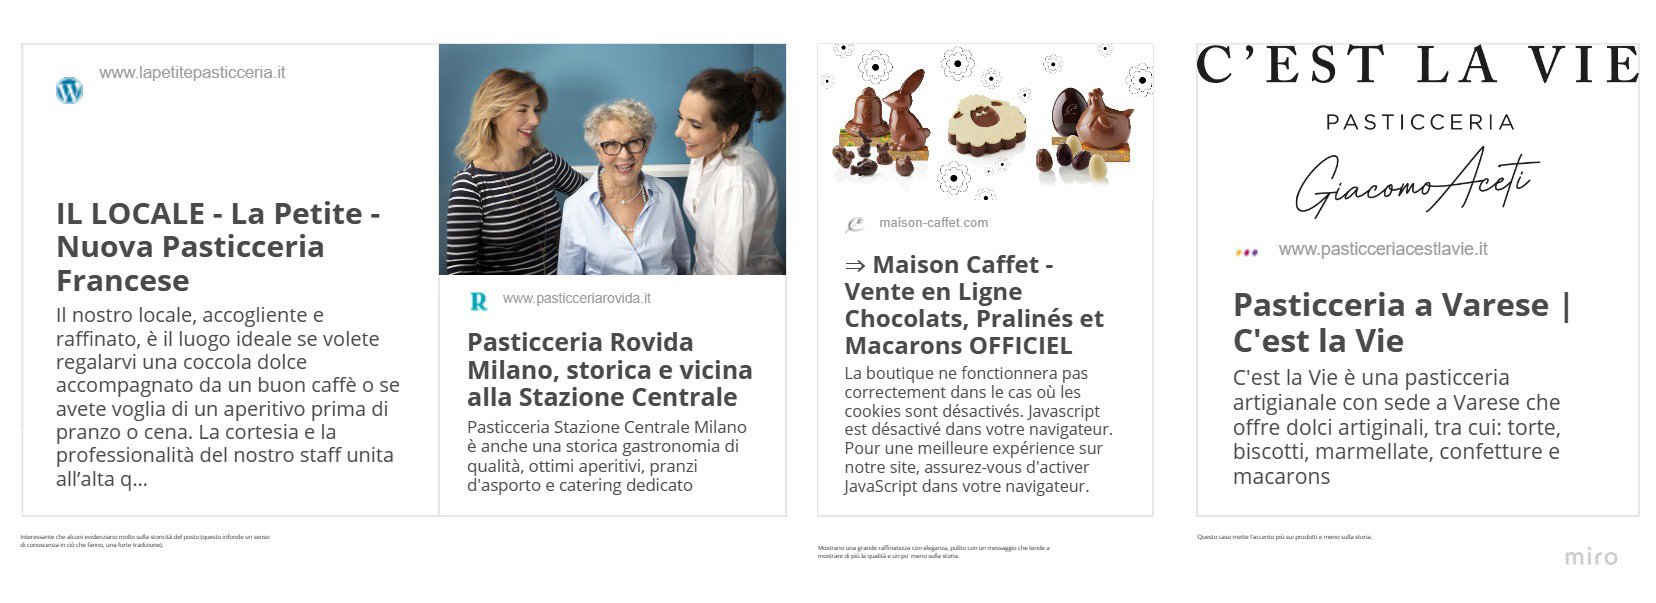 www.lapetitepasticceria.it
IL LOCALE - La Petite -
Nuova Pasticceria
Francese
Il nostro locale, accogliente e
raffinato, è il luogo ideale se volete
regalarvi una coccola dolce
accompagnato da un buon caffè o se
avete voglia di un aperitivo prima di
pranzo o cena. La cortesia e la
professionalità del nostro staff unita
all’alta q...
R
www.pasticceriarovida.it
Pasticceria Rovida
Milano, storica e vicina
alla Stazione Centrale
Pasticceria Stazione Centrale Milano
è anche una storica gastronomia di
qualità, ottimi aperitivi, pranzi
d'asporto e catering dedicato
Interessante che alcuni evidenziano molto sulla storicità del posto (questo infonde un senso
di conoscenza in ciò che fanno, una forte tradizione).
maison-caffet.com
⇒ Maison Caffet -
Vente en Ligne
Chocolats, Pralinés et
Macarons OFFICIEL
La boutique ne fonctionnera pas
correctement dans le cas où les
cookies sont désactivés. Javascript
est désactivé dans votre navigateur.
Pour une meilleure expérience sur
notre site, assurez-vous d'activer
JavaScript dans votre navigateur.
Mostrano una grande raffinatezza con eleganza, pulito con un messaggio che tende a
mostrare di più la qualità e un po' meno sulla storia.
C’EST LA VIE
PASTICCERIA
Giacomo Aceti
www.pasticceriacestlavie.it
Pasticceria a Varese |
C'est la Vie
C'est la Vie è una pasticceria
artigianale con sede a Varese che
offre dolci artiginali, tra cui: torte,
biscotti, marmellate, confetture e
macarons
Questo caso mette l'accento più sui prodotti e meno sulla storia.
miro